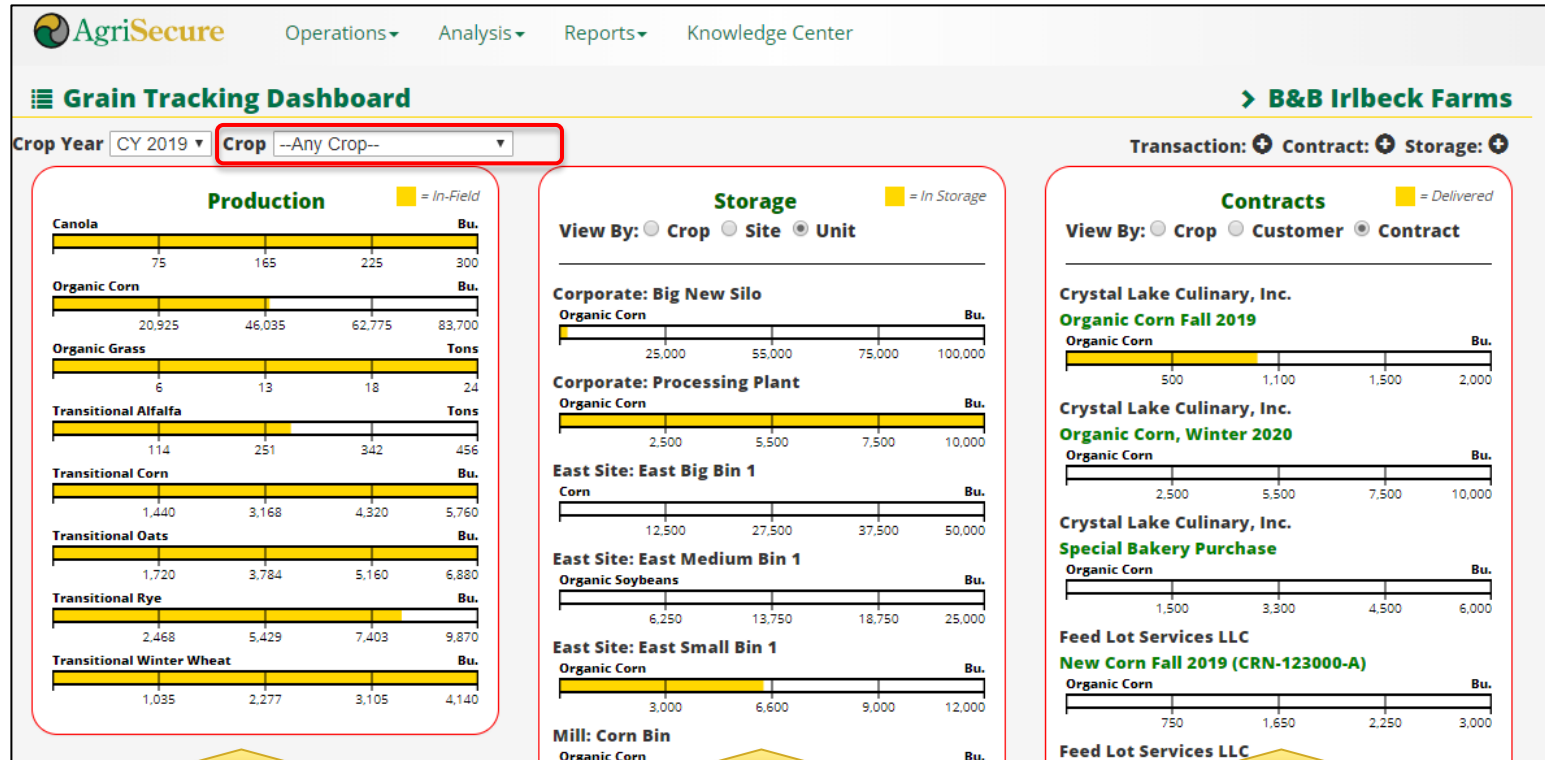 AgriSecure Operations Analysis Reports Knowledge Center
Grain Tracking Dashboard
B&B Irlbeck Farms
Crop Year CY 2019 Crop --Any Crop--
Transaction: Contract: Storage:
Production
= In-Field
Canola Bu.
75 165 225 300
Organic Corn Bu.
20,925 46,035 62,775 83,700
Organic Grass Tons
6 13 18 24
Transitional Alfalfa Tons
114 251 342 456
Transitional Corn Bu.
1,440 3,168 4,320 5,760
Transitional Oats Bu.
1,720 3,784 5,160 6,880
Transitional Rye Bu.
2,468 5,429 7,403 9,870
Transitional Winter Wheat Bu.
1,035 2,277 3,105 4,140
Storage
= In Storage
View By: Crop Site Unit
Corporate: Big New Silo
Organic Corn Bu.
25,000 55,000 75,000 100,000
Corporate: Processing Plant
Organic Corn Bu.
2,500 5,500 7,500 10,000
East Site: East Big Bin 1
Corn Bu.
12,500 27,500 37,500 50,000
East Site: East Medium Bin 1
Organic Soybeans Bu.
6,250 13,750 18,750 25,000
East Site: East Small Bin 1
Organic Corn Bu.
3,000 6,600 9,000 12,000
Mill: Corn Bin
Organic Corn Bu.
Contracts
= Delivered
View By: Crop Customer Contract
Crystal Lake Culinary, Inc.
Organic Corn Fall 2019
Organic Corn Bu.
500 1,100 1,500 2,000
Crystal Lake Culinary, Inc.
Organic Corn, Winter 2020
Organic Corn Bu.
2,500 5,500 7,500 10,000
Crystal Lake Culinary, Inc.
Special Bakery Purchase
Organic Corn Bu.
1,500 3,300 4,500 6,000
Feed Lot Services LLC
New Corn Fall 2019 (CRN-123000-A)
Organic Corn Bu.
750 1,650 2,250 3,000
Feed Lot Services LLC